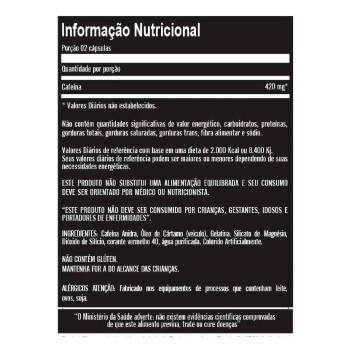 Informação Nutricional
Porção 02 cápsulas
Quantidade por porção
Cafeína 420 mg*
* Valores Diários não estabelecidos.
Não contém quantidades significativas de valor energético, carboidratos, proteínas,
gorduras totais, gorduras saturadas, gorduras trans, fibra alimentar e sódio.
Valores Diários de referência com base em uma dieta de 2.000 Kcal ou 8.400 Kj.
Seus valores diários de referência podem ser maiores ou menores dependendo de suas
necessidades energéticas.
ESTE PRODUTO NÃO SUBSTITUI UMA ALIMENTAÇÃO EQUILIBRADA E SEU CONSUMO
DEVE SER ORIENTADO POR MÉDICO OU NUTRICIONISTA.
"ESTE PRODUTO NÃO DEVE SER CONSUMIDO POR CRIANÇAS, GESTANTES, IDOSOS E
PORTADORES DE ENFERMIDADES".
INGREDIENTES: Cafeína Anidra, Óleo de Cártamo (veículo), Gelatina, Silicato de Magnésio,
Dióxido de Silício, corante vermelho 40, água purificada. Colorido Artificialmente.
NÃO CONTÉM GLÚTEN.
MANTENHA FOR A DO ALCANCE DAS CRIANÇAS.
ALÉRGICOS ATENÇÃO: Fabricado nos equipamentos de processos que contenham leite,
ovos, soja.
"O Ministério da Saúde adverte: não existem evidências científicas comprovadas
de que este alimento previna, trate ou cure doenças"